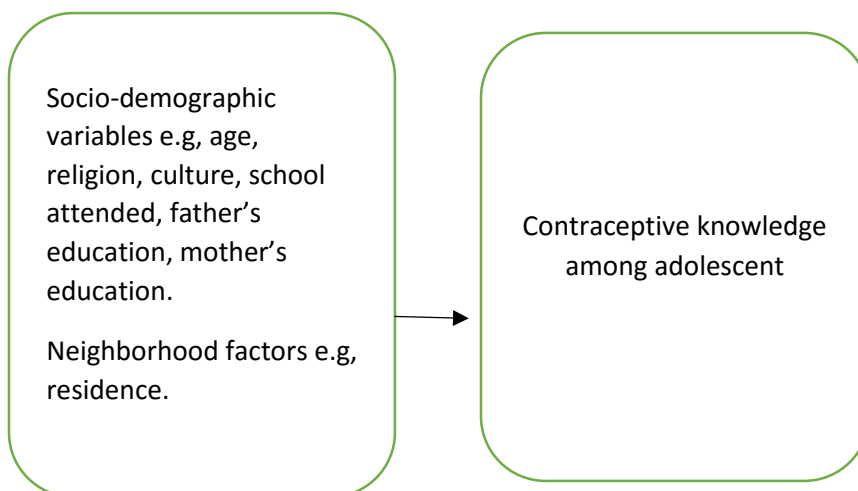 Socio-demographic
variables e.g, age,
religion, culture, school
attended, father’s
education, mother’s
education.
Neighborhood factors e.g,
residence.
Contraceptive knowledge
among adolescent